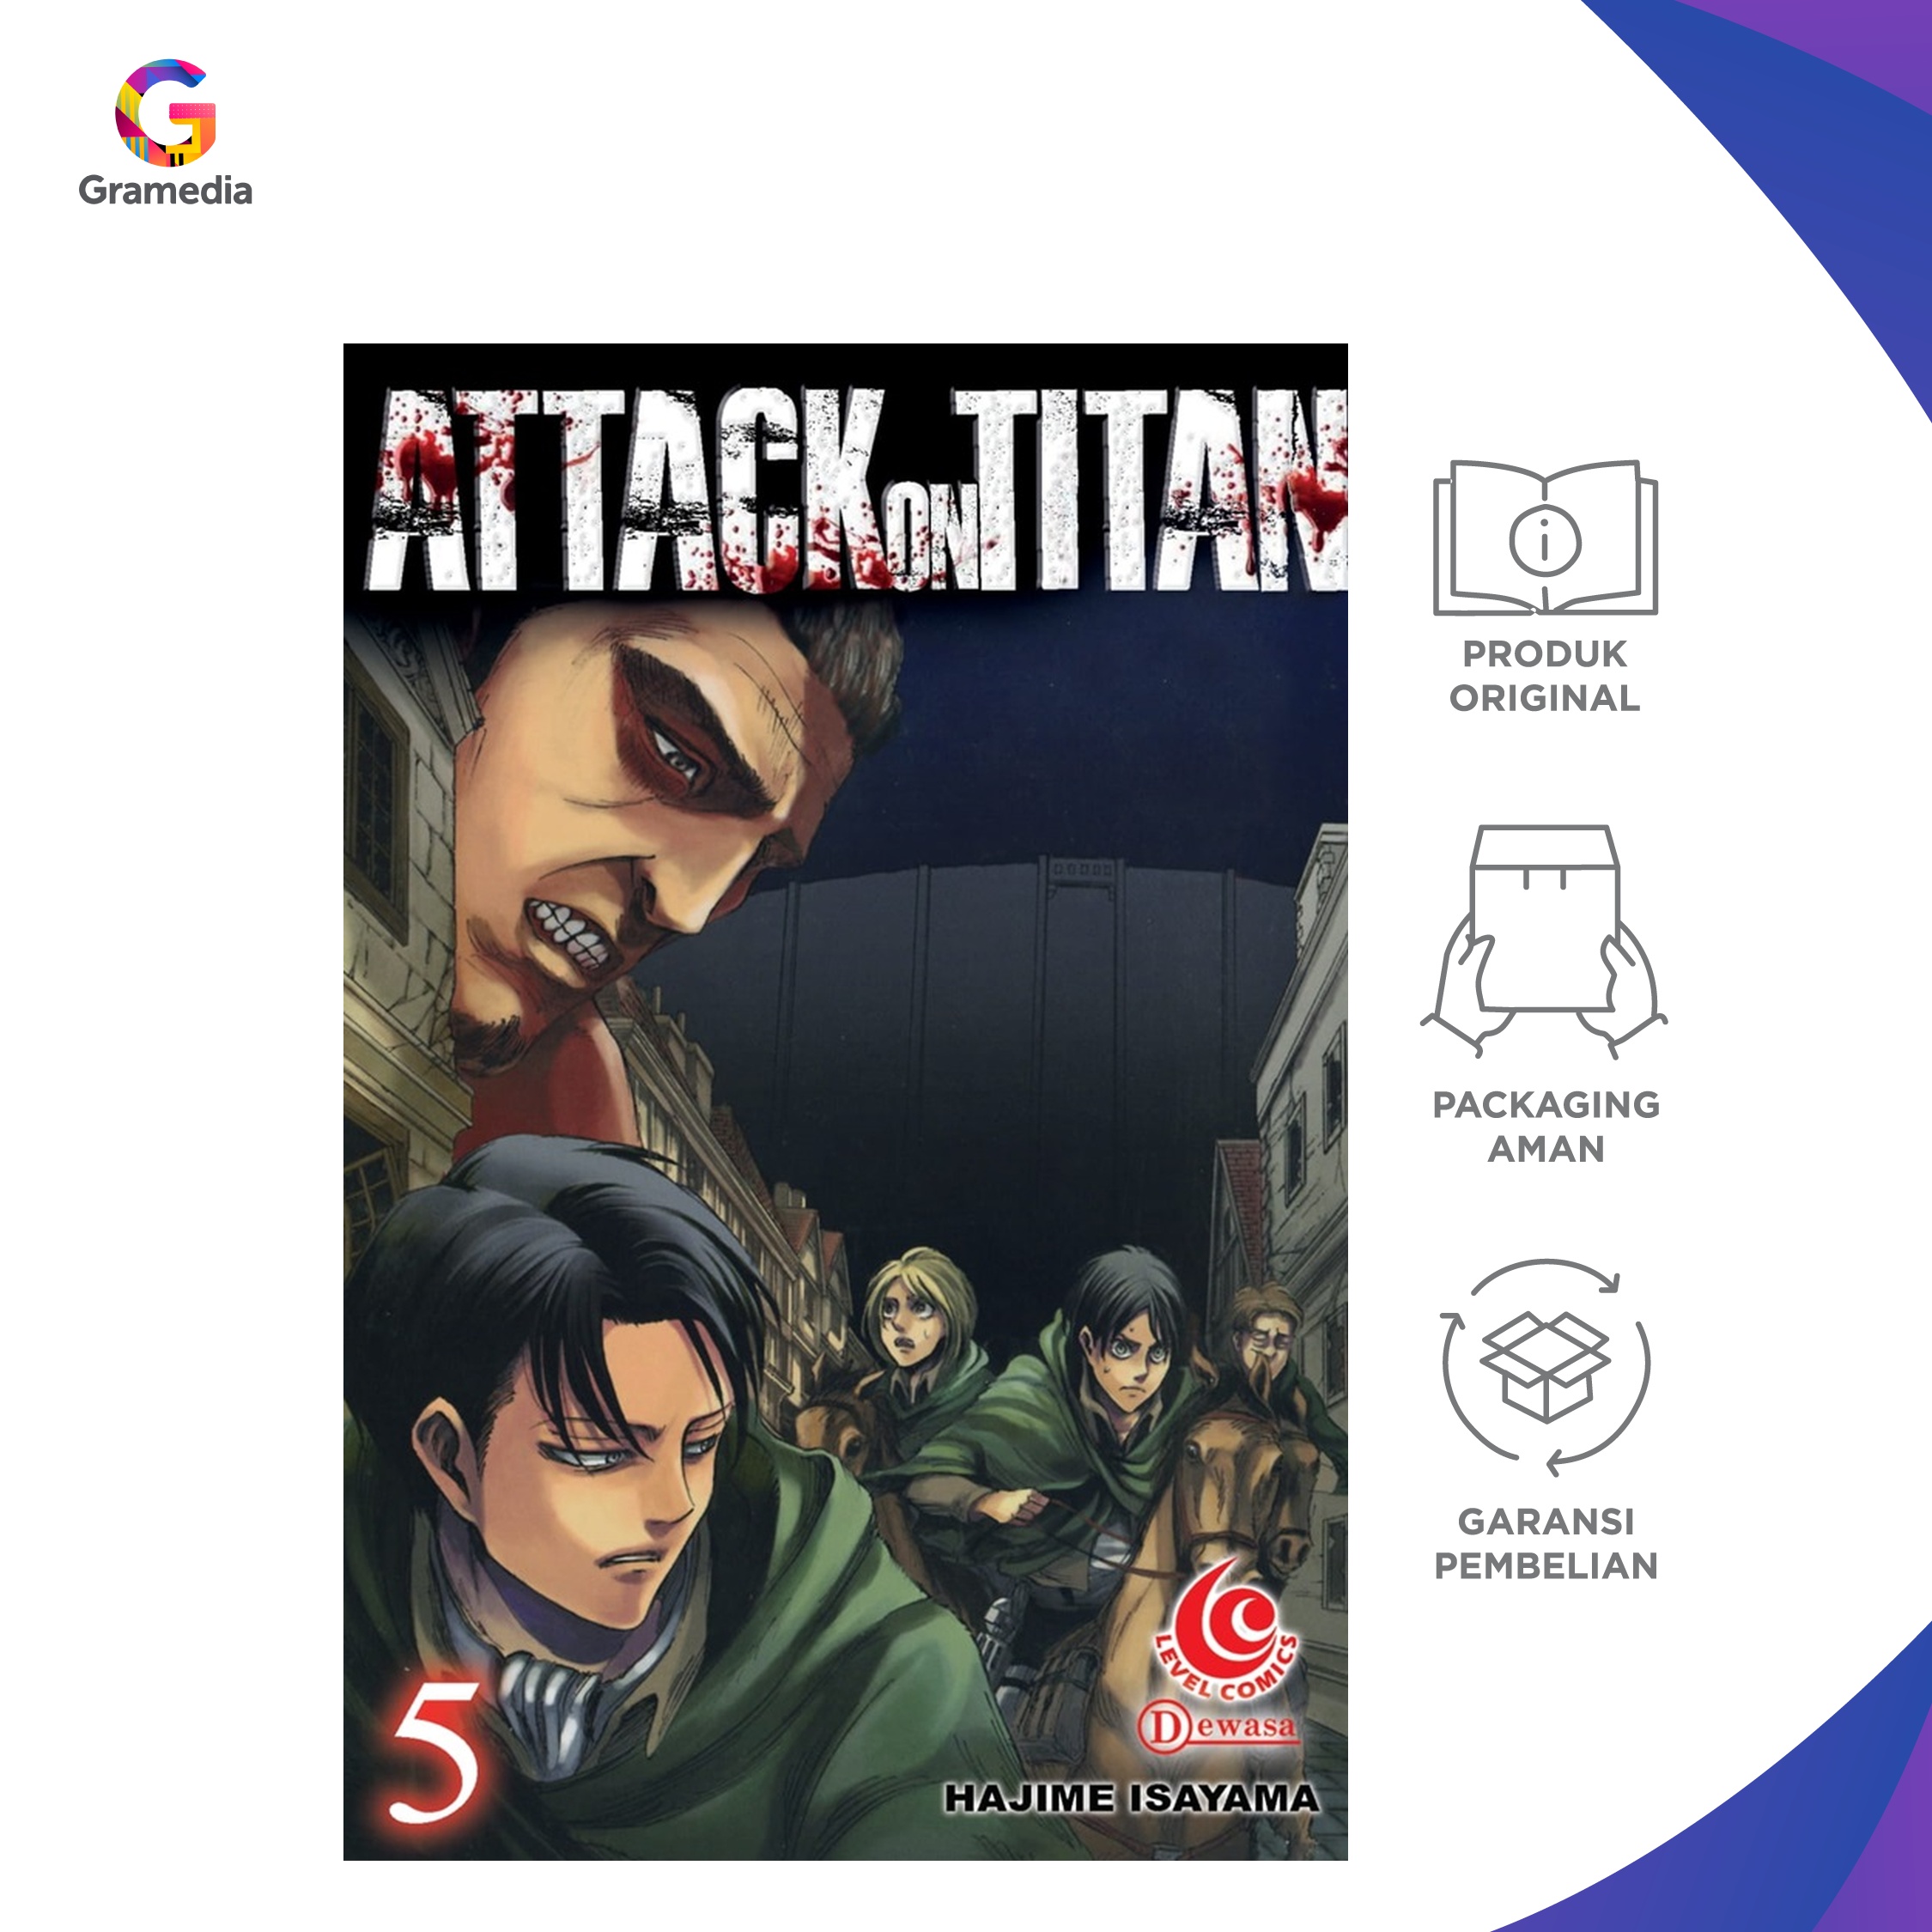 Gramedia
ATTACK ON TITAN
PRODUK
ORIGINAL
PACKAGING
AMAN
GARANSI
PEMBELIAN
5
LEVEL COMICS
Dewasa
HAJIME ISAYAMA